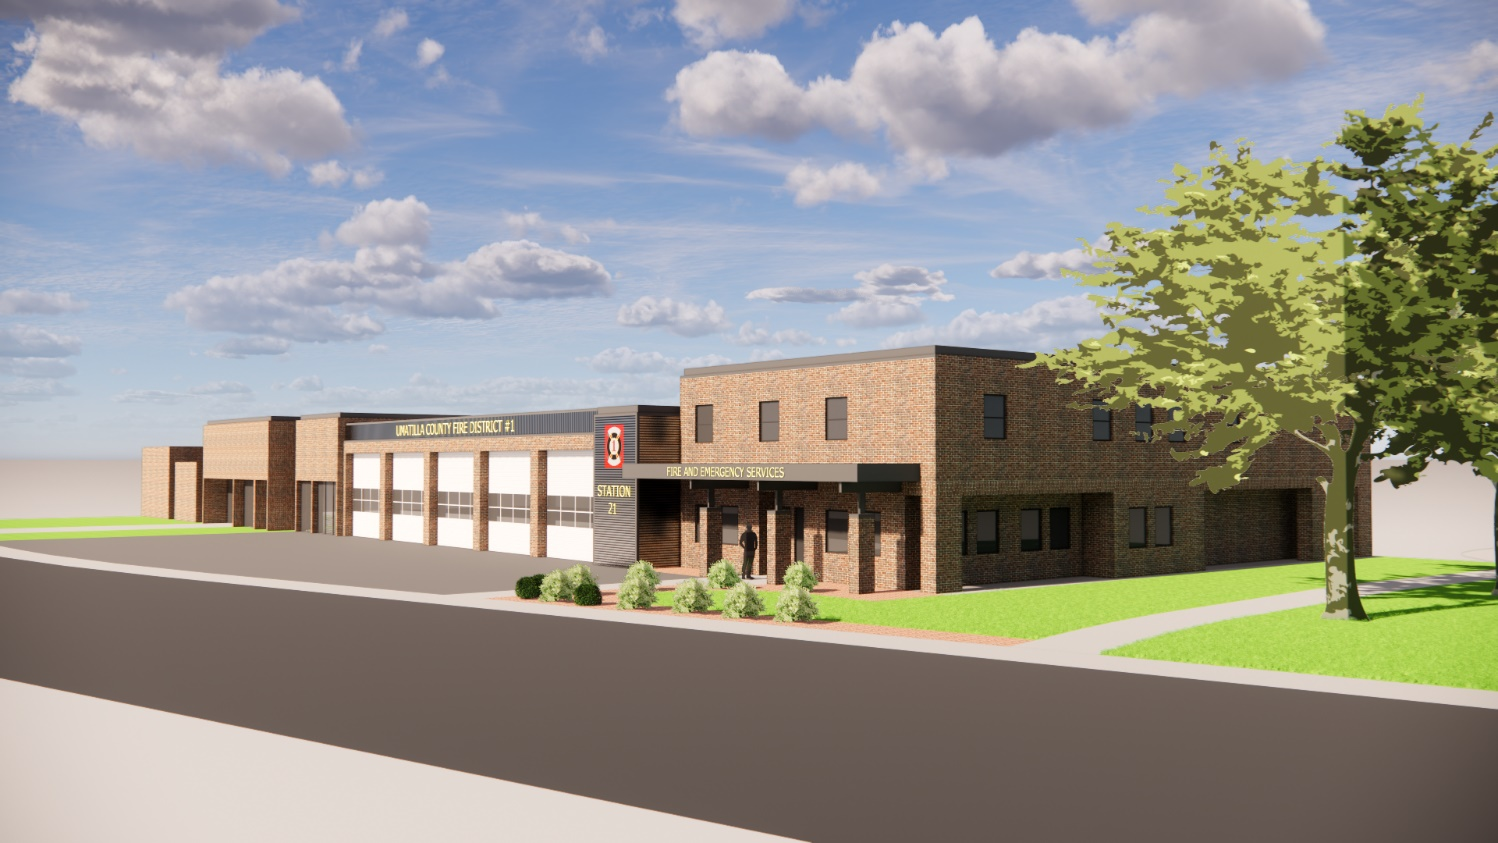 UMATILLA COUNTY FIRE DISTRICT #1
STATION
21
FIRE AND EMERGENCY SERVICES